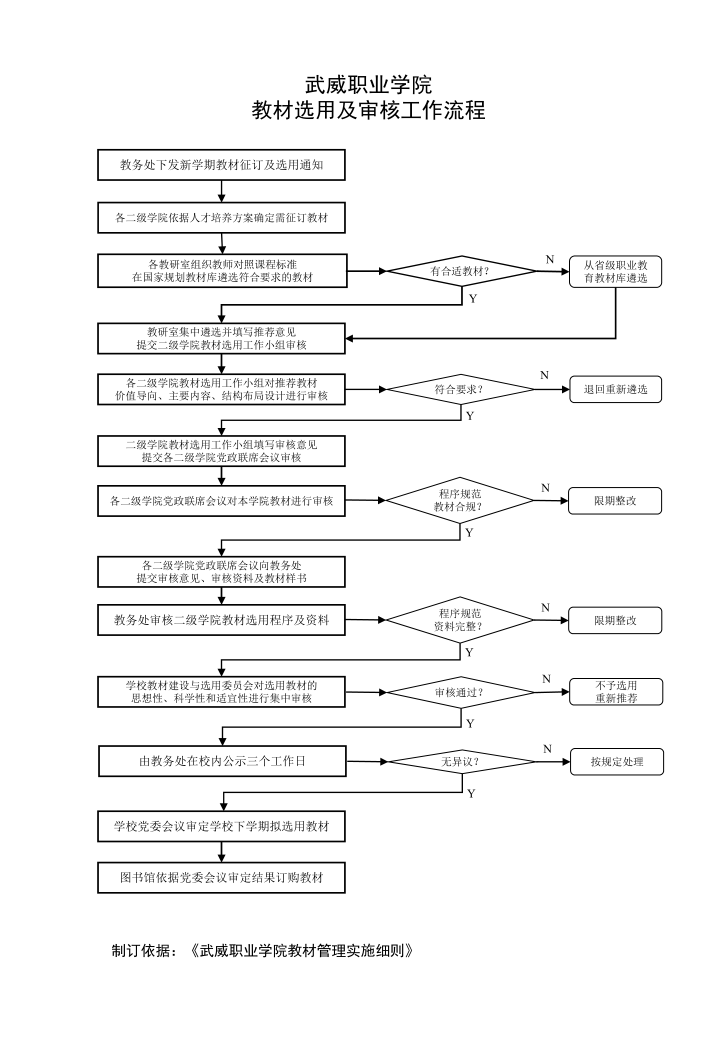 武威职业学院
教材选用及审核工作流程
教务处下发新学期教材征订及选用通知
各二级学院依据人才培养方案确定需征订教材
各教研室组织教师对照课程标准
在国家规划教材库遴选符合要求的教材
有合适教材？
N
从省级职业教
育教材库遴选
Y
教研室集中遴选并填写推荐意见
提交二级学院教材选用工作小组审核
各二级学院教材选用工作小组对推荐教材
价值导向、主要内容、结构布局设计进行审核
符合要求？
N
退回重新遴选
Y
二级学院教材选用工作小组填写审核意见
提交各二级学院党政联席会议审核
各二级学院党政联席会议对本学院教材进行审核
程序规范
教材合规？
N
限期整改
Y
各二级学院党政联席会议向教务处
提交审核意见、审核资料及教材样书
教务处审核二级学院教材选用程序及资料
程序规范
资料完整？
N
限期整改
Y
学校教材建设与选用委员会对选用教材的
思想性、科学性和适宜性进行集中审核
审核通过？
N
不予选用
重新推荐
Y
由教务处在校内公示三个工作日
无异议？
N
按规定处理
Y
学校党委会议审定学校下学期拟选用教材
图书馆依据党委会议审定结果订购教材
制订依据：《武威职业学院教材管理实施细则》